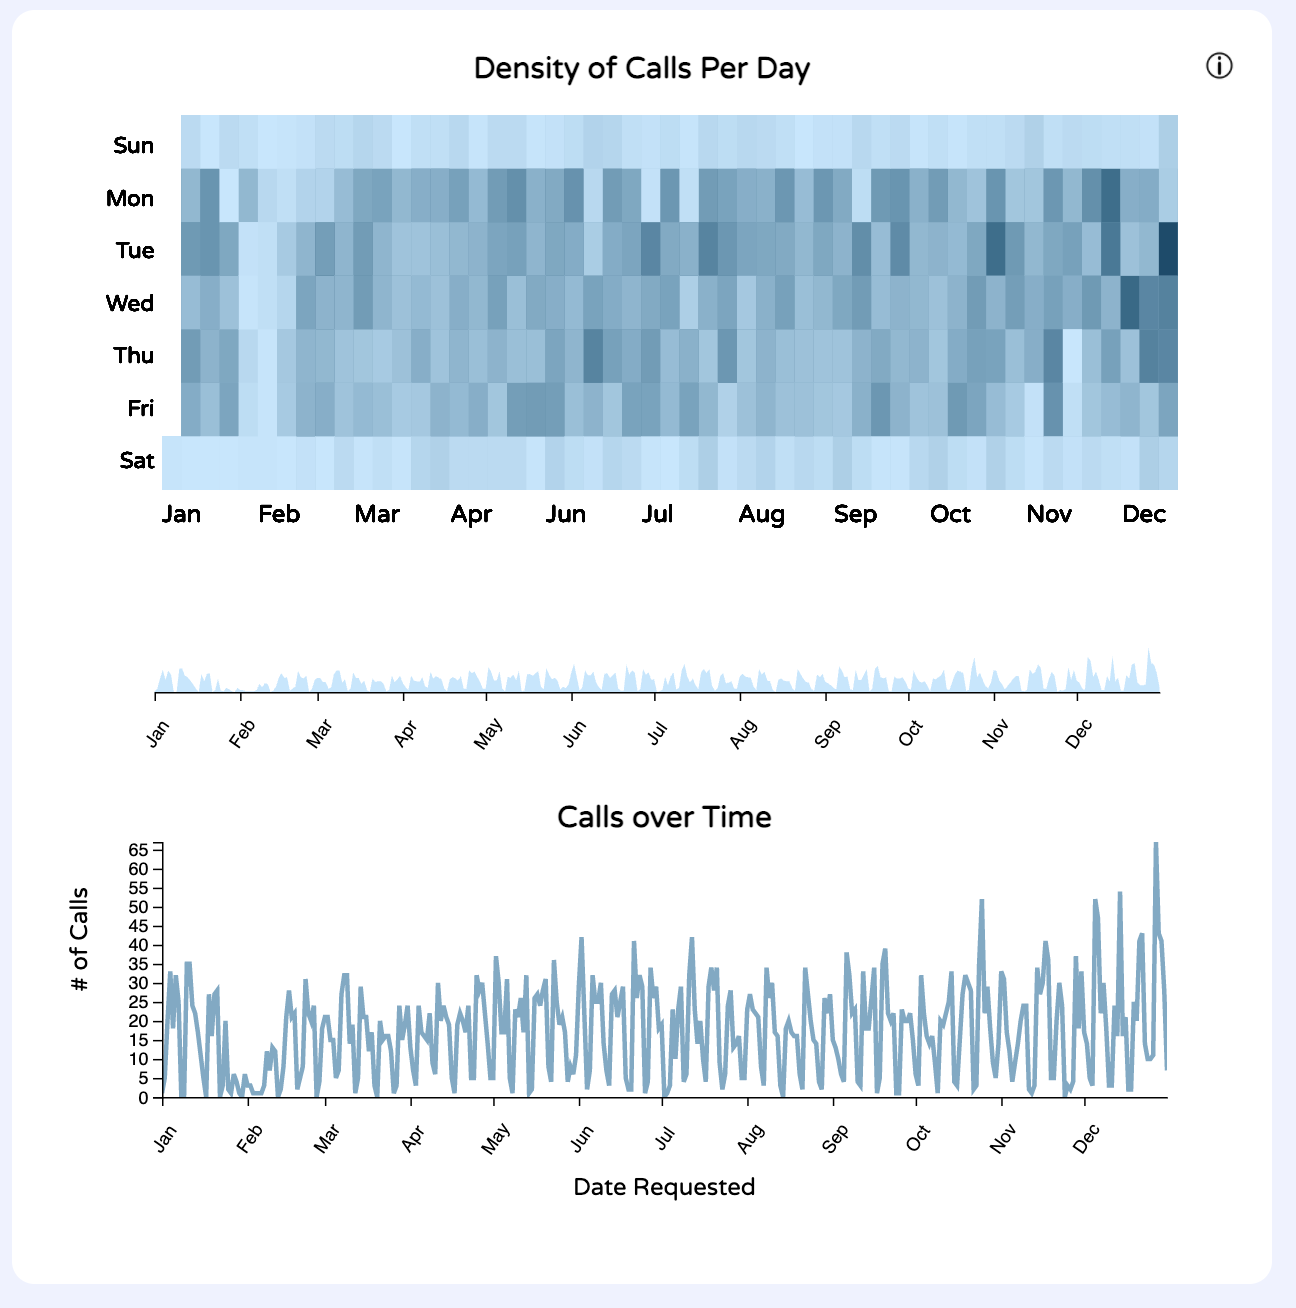 Density of Calls Per Day
Sun
Mon
Tue
Wed
Thu
Fri
Sat
Jan Feb Mar Apr Jun Jul Aug Sep Oct Nov Dec
Jan Feb Mar Apr May Jun Jul Aug Sep Oct Nov Dec
Calls over Time
# of Calls
65
60
55
50
45
40
35
30
25
20
15
10
5
0
Jan Feb Mar Apr May Jun Jul Aug Sep Oct Nov Dec
Date Requested